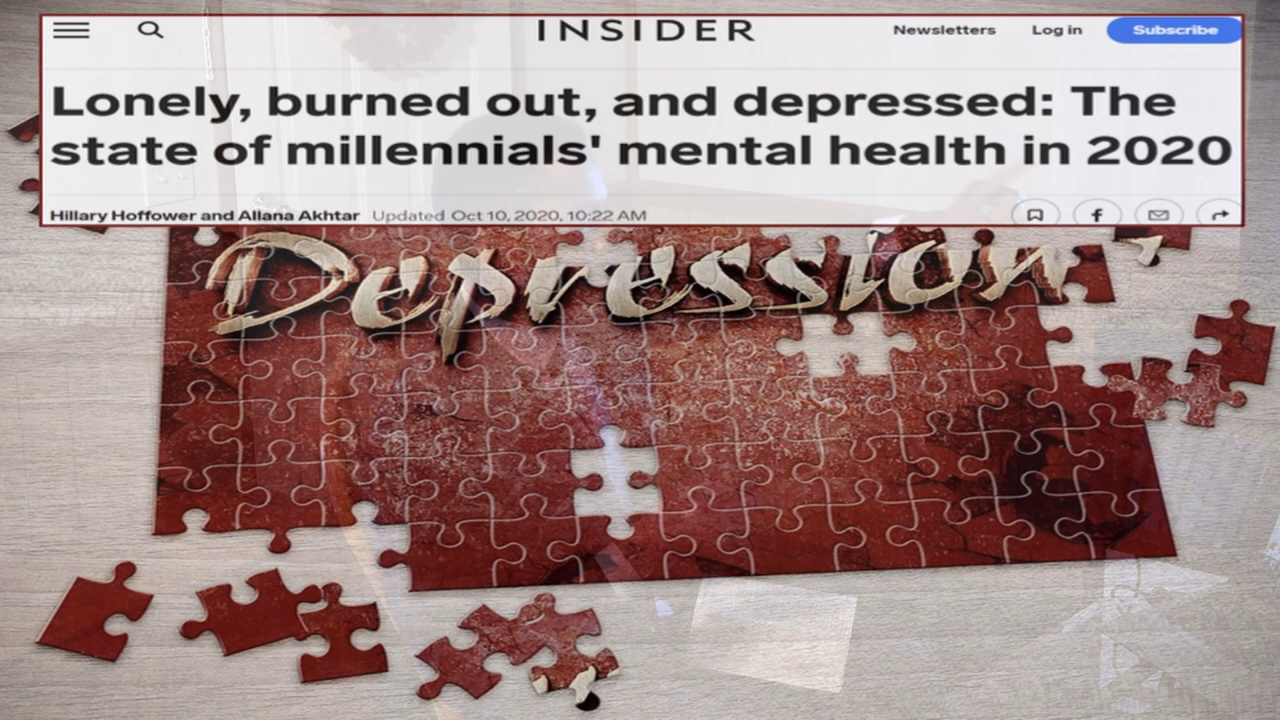 INSIDER
Newsletters Log in Subscribe
Lonely, burned out, and depressed: The
state of millennials' mental health in 2020
Hillary Hoffower and Allana Akhtar Updated Oct 10, 2020, 10:22 AM
Depression